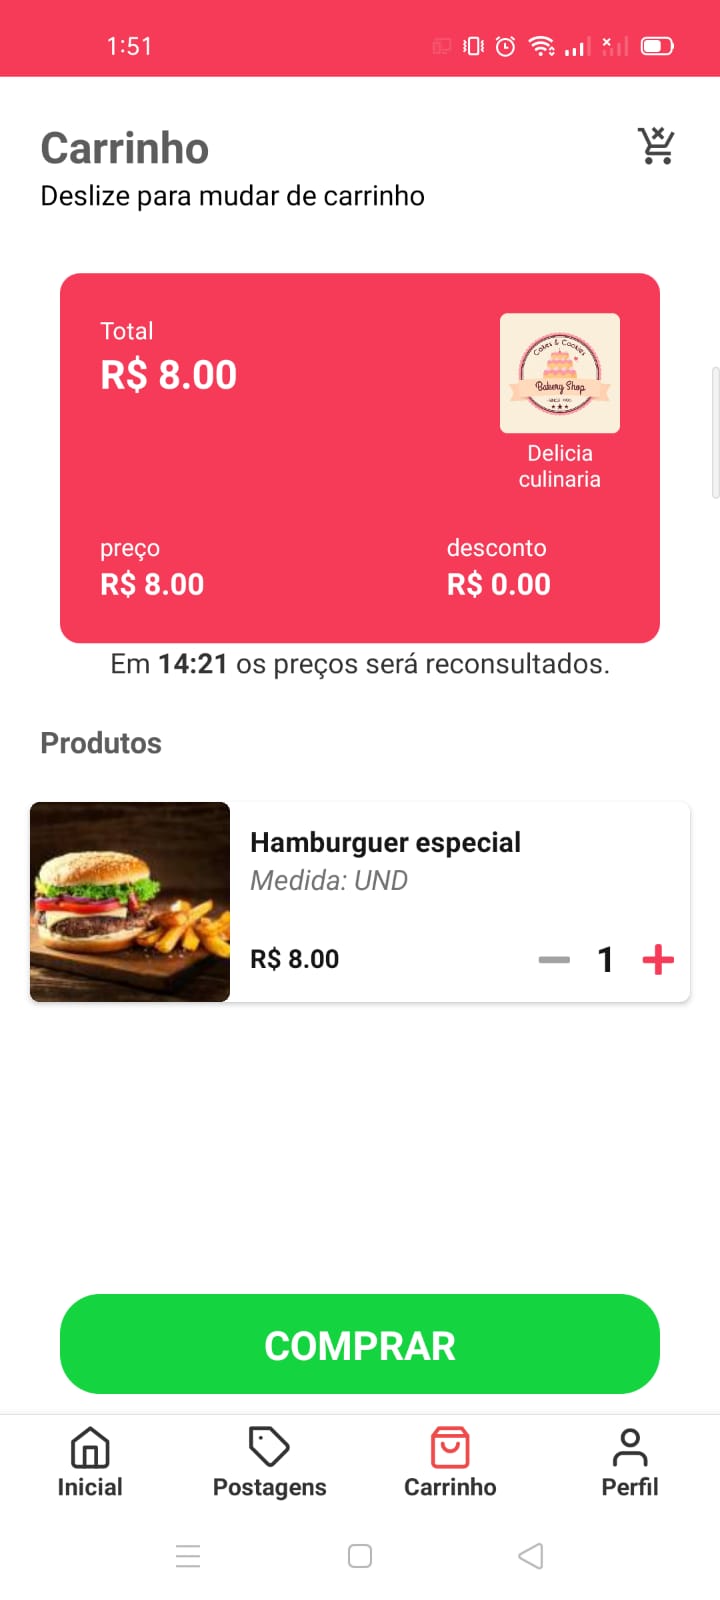 1:51
Carrinho
Deslize para mudar de carrinho
Total
R$ 8.00
Cakes & Cookies
Bakery Shop
Delicia
culinaria
preço
R$ 8.00
desconto
R$ 0.00
Em 14:21 os preços será reconsultados.
Produtos
Hamburguer especial
Medida: UND
R$ 8.00
1
COMPRAR
Inicial
Postagens
Carrinho
Perfil